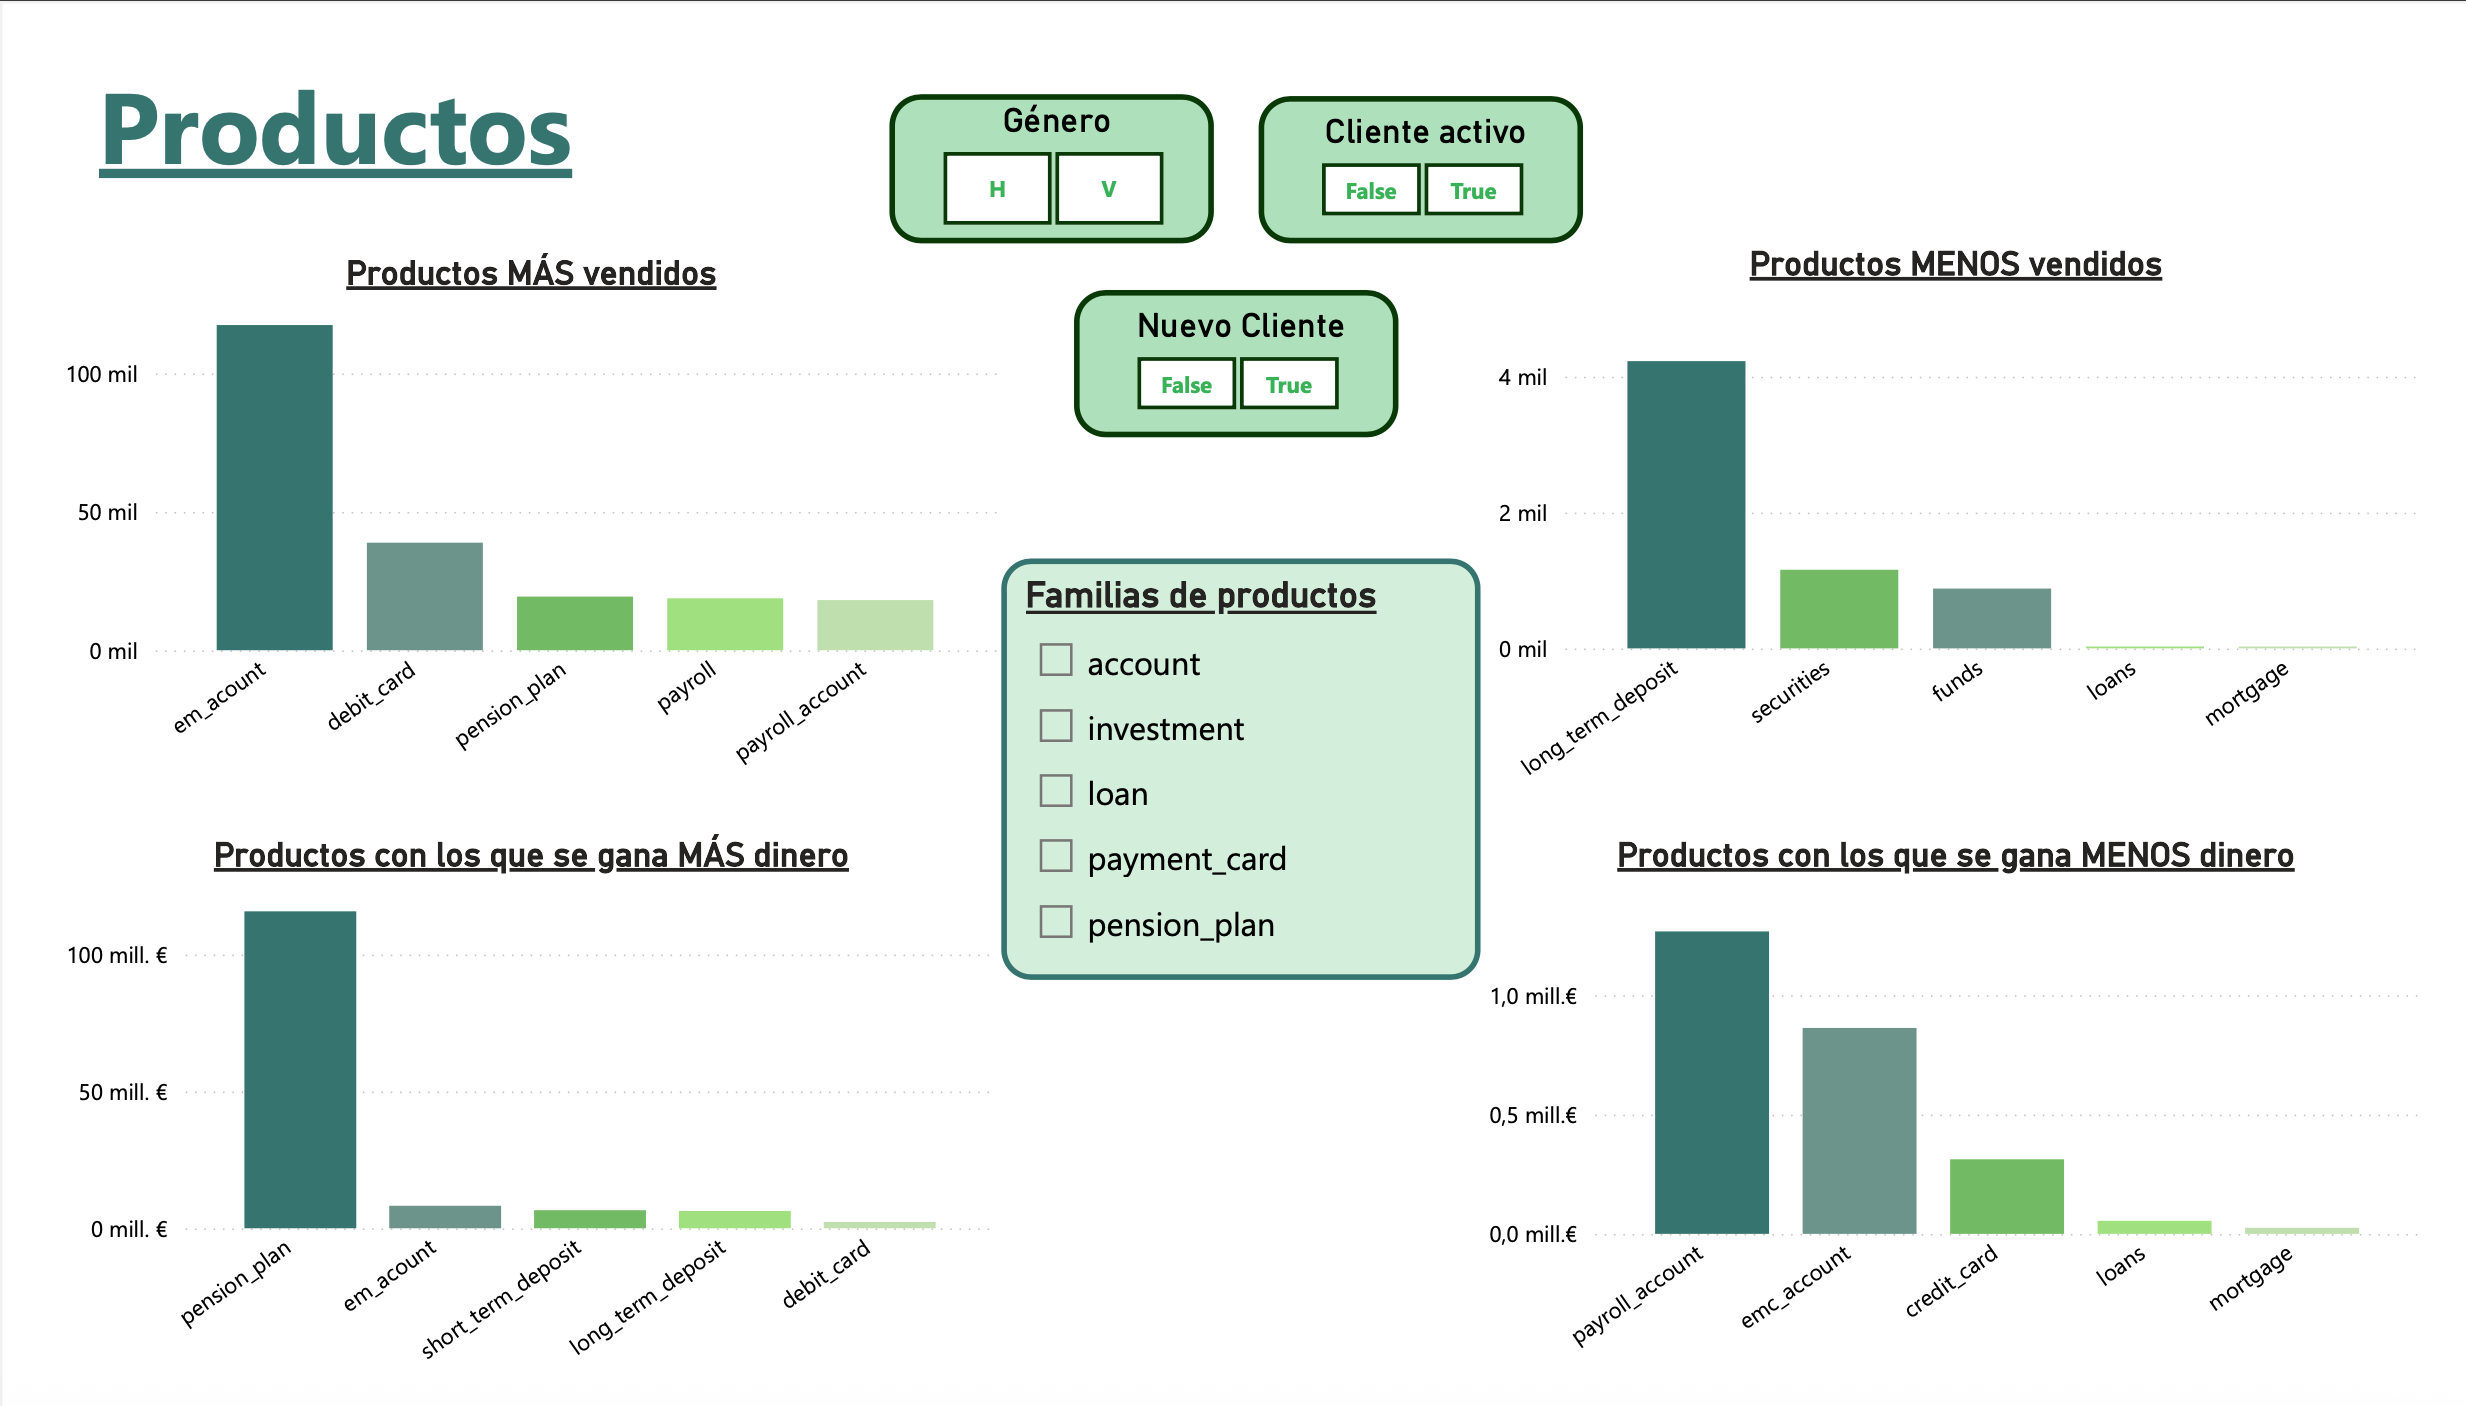 Productos
Género
H V
Cliente activo
False True
Nuevo Cliente
False True
Productos MÁS vendidos
100 mil
50 mil
0 mil
em_acount
debit_card
pension_plan
payroll
payroll_account
Productos MENOS vendidos
4 mil
2 mil
0 mil
long_term_deposit
securities
funds
loans
mortgage
Familias de productos
account
investment
loan
payment_card
pension_plan
Productos con los que se gana MÁS dinero
100 mill. €
50 mill. €
0 mill. €
pension_plan
em_acount
short_term_deposit
long_term_deposit
debit_card
Productos con los que se gana MENOS dinero
1,0 mill.€
0,5 mill.€
0,0 mill.€
payroll_account
emc_account
credit_card
loans
mortgage